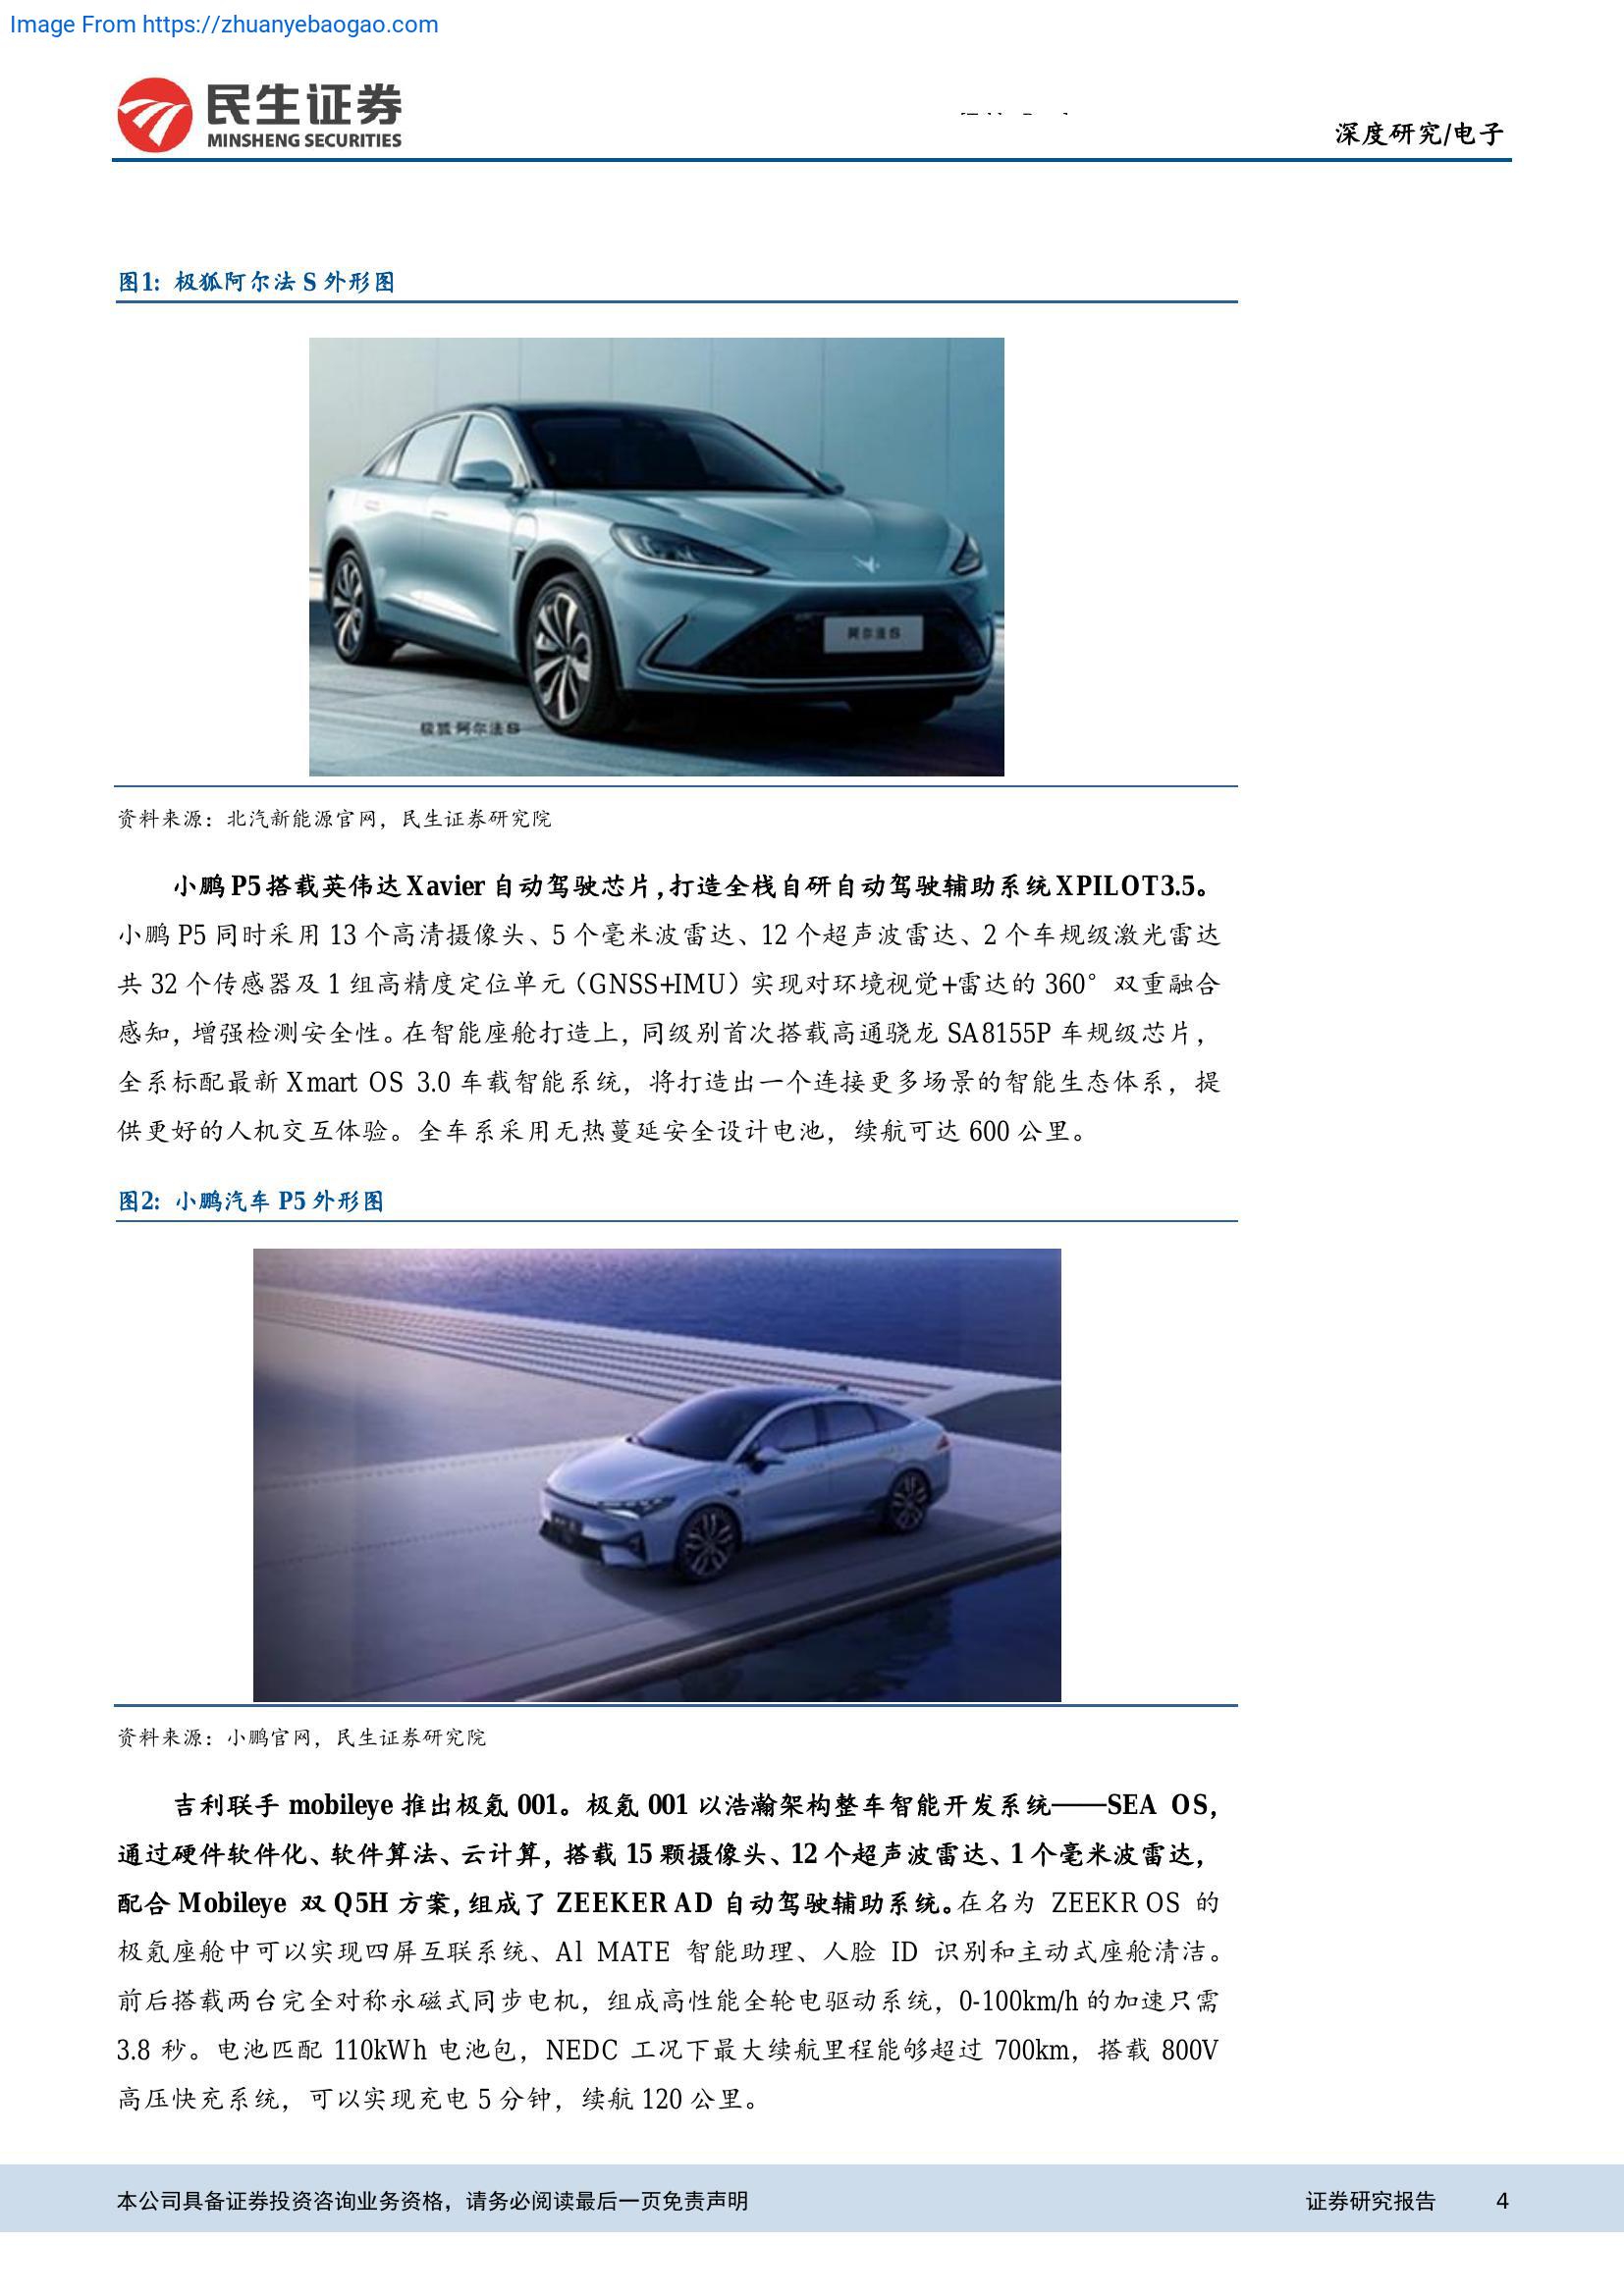 Image From https://zhuanyebaogao.com
民生证券
MINSHENG SECURITIES
深度研究/电子
图1: 极狐阿尔法 S 外形图
阿尔法S
极狐 阿尔法S
资料来源：北汽新能源官网，民生证券研究院
小鹏 P5 搭载英伟达 Xavier 自动驾驶芯片，打造全栈自研自动驾驶辅助系统 XPILOT3.5。
小鹏 P5 同时采用 13 个高清摄像头、5 个毫米波雷达、12 个超声波雷达、2 个车规级激光雷达
共 32 个传感器及 1 组高精度定位单元（GNSS+IMU）实现对环境视觉+雷达的 360° 双重融合
感知，增强检测安全性。在智能座舱打造上，同级别首次搭载高通骁龙 SA8155P 车规级芯片，
全系标配最新 Xmart OS 3.0 车载智能系统，将打造出一个连接更多场景的智能生态体系，提
供更好的人机交互体验。全车系采用无热蔓延安全设计电池，续航可达 600 公里。
图2: 小鹏汽车 P5 外形图
资料来源：小鹏官网，民生证券研究院
吉利联手 mobileye 推出极氪 001。极氪 001 以浩瀚架构整车智能开发系统——SEA OS，
通过硬件软件化、软件算法、云计算，搭载 15 颗摄像头、12 个超声波雷达、1 个毫米波雷达，
配合 Mobileye 双 Q5H 方案，组成了 ZEEKER AD 自动驾驶辅助系统。在名为 ZEEKR OS 的
极氪座舱中可以实现四屏互联系统、Al MATE 智能助理、人脸 ID 识别和主动式座舱清洁。
前后搭载两台完全对称永磁式同步电机，组成高性能全轮电驱动系统，0-100km/h 的加速只需
3.8 秒。电池匹配 110kWh 电池包，NEDC 工况下最大续航里程能够超过 700km，搭载 800V
高压快充系统，可以实现充电 5 分钟，续航 120 公里。
本公司具备证券投资咨询业务资格，请务必阅读最后一页免责声明
证券研究报告 4